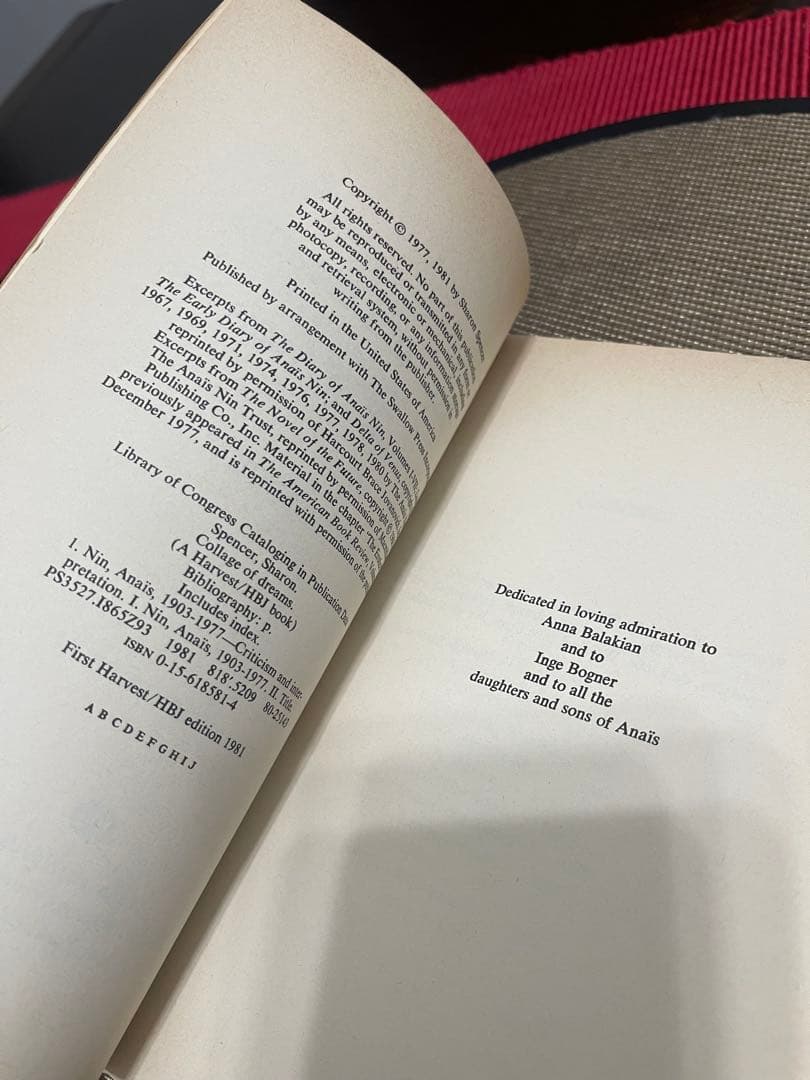 Copyright © 1977, 1981 by Sharon Spencer
All rights reserved. No part of this publication
may be reproduced or transmitted in any form or
by any means, electronic or mechanical, including
photocopy, recording, or any information storage
and retrieval system, without permission in
writing from the publisher.
Printed in the United States of America
Published by arrangement with The Swallow Press
Excerpts from The Diary of Anaïs Nin, Volumes I-VII;
The Early Diary of Anaïs Nin; and Delta of Venus,
1967, 1969, 1971, 1974, 1976, 1977, 1978, 1980 by The
reprinted by permission of Harcourt Brace Jovanovich,
Excerpts from The Novel of the Future, copyright ©
The Anaïs Nin Trust, reprinted by permission of
Publishing Co., Inc. Material in the chapter "The
previously appeared in The American Book Review,
December 1977, and is reprinted with permission of the
Library of Congress Cataloging in Publication Data
Spencer, Sharon.
Collage of dreams.
(A Harvest/HBJ book)
Bibliography: p.
Includes index.
1. Nin, Anaïs, 1903-1977—Criticism and inter-
pretation. I. Nin, Anaïs, 1903-1977. II. Title.
PS3527.I865Z93 1981 818'.5209 80-25143
ISBN 0-15-618581-4
First Harvest/HBJ edition 1981
A B C D E F G H I J
Dedicated in loving admiration to
Anna Balakian
and to
Inge Bogner
and to all the
daughters and sons of Anaïs